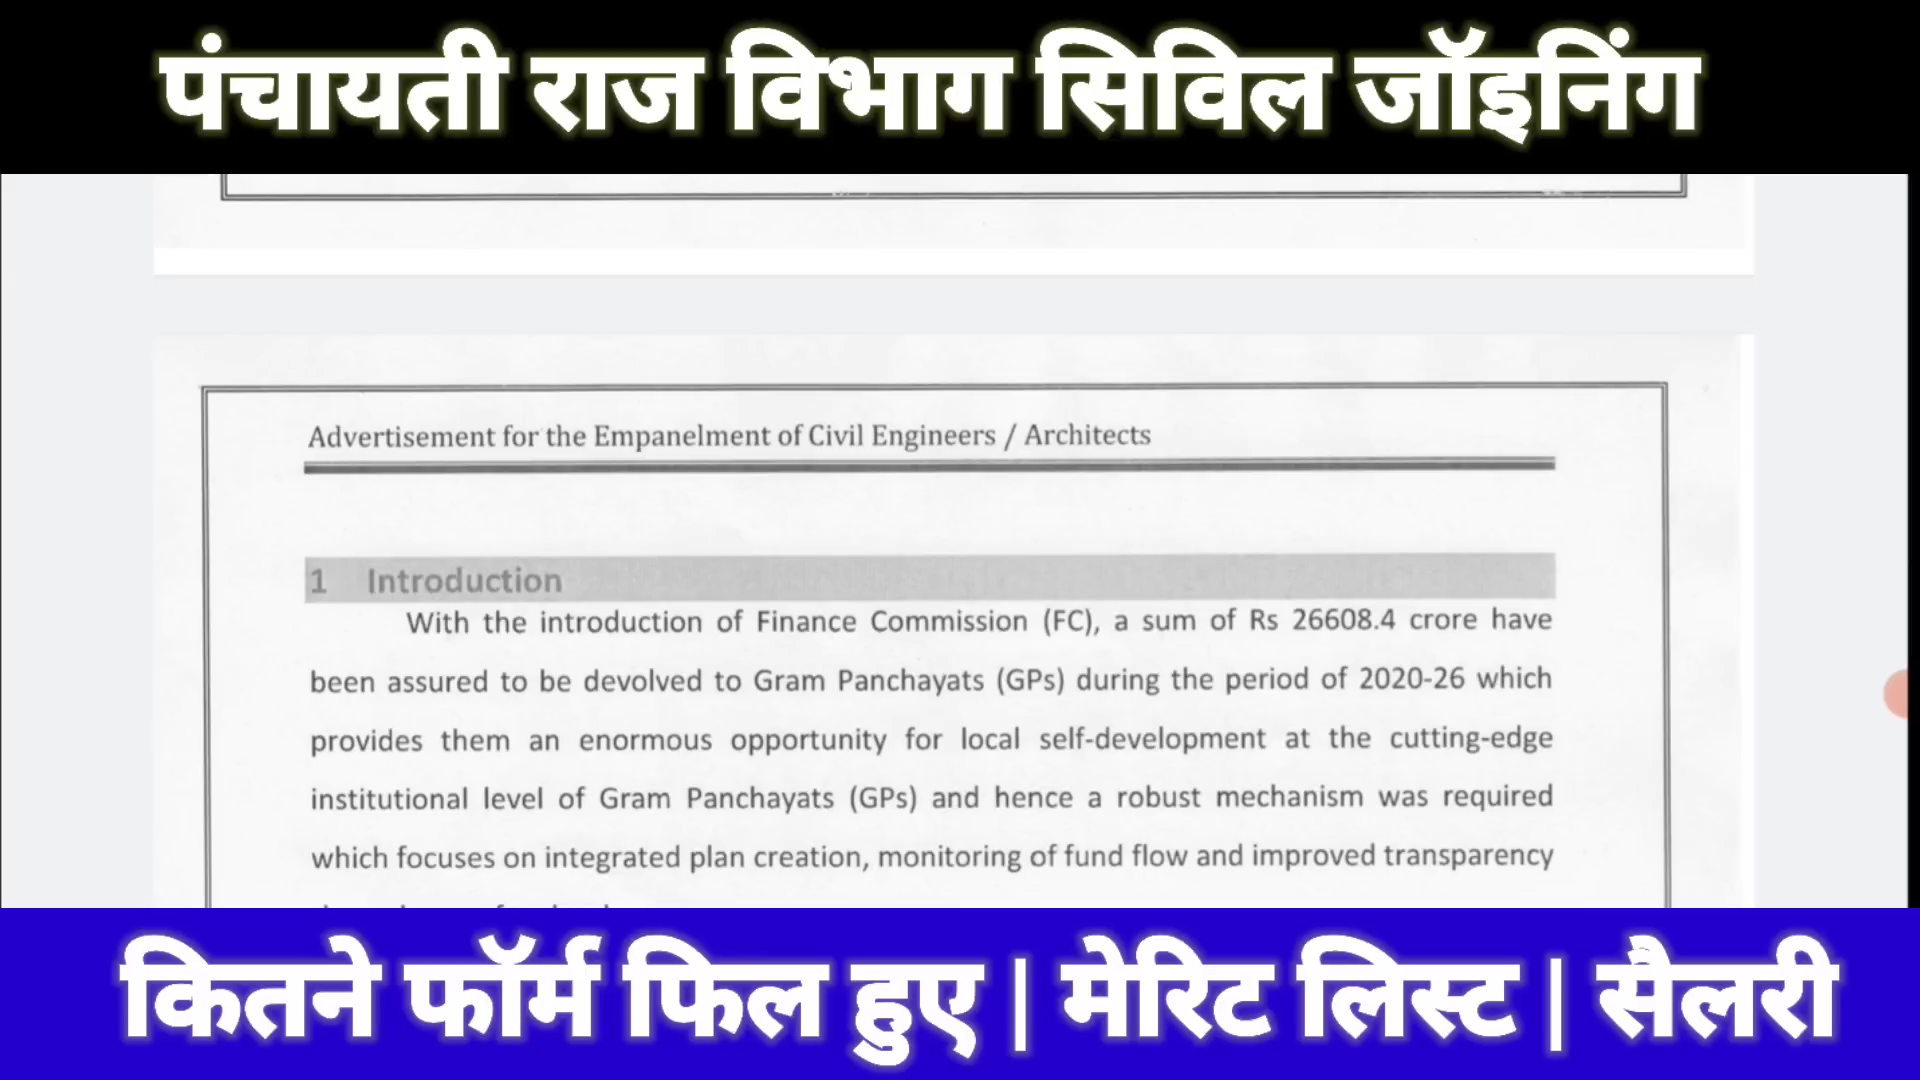 पंचायती राज विभाग सिविल जॉइनिंग
Advertisement for the Empanelment of Civil Engineers / Architects
1 Introduction
With the introduction of Finance Commission (FC), a sum of Rs 26608.4 crore have
been assured to be devolved to Gram Panchayats (GPs) during the period of 2020-26 which
provides them an enormous opportunity for local self-development at the cutting-edge
institutional level of Gram Panchayats (GPs) and hence a robust mechanism was required
which focuses on integrated plan creation, monitoring of fund flow and improved transparency
कितने फॉर्म फिल हुए | मेरिट लिस्ट | सैलरी